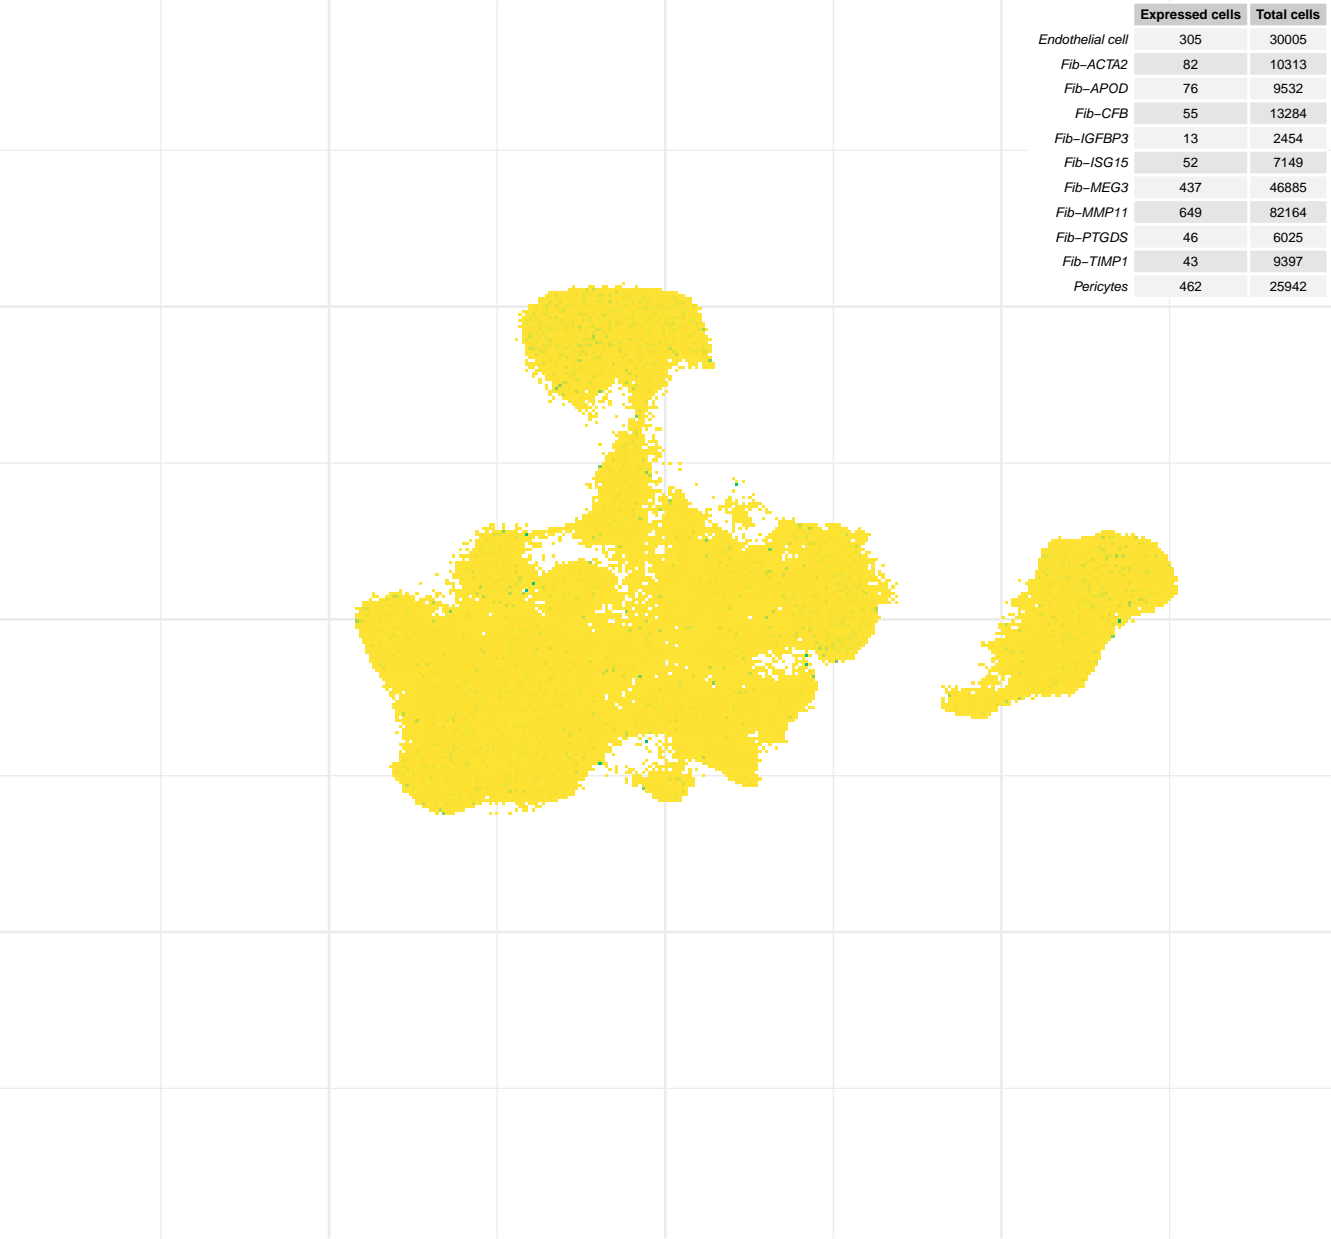 Expressed cells Total cells
Endothelial cell 305 30005
Fib−ACTA2 82 10313
Fib−APOD 76 9532
Fib−CFB 55 13284
Fib−IGFBP3 13 2454
Fib−ISG15 52 7149
Fib−MEG3 437 46885
Fib−MMP11 649 82164
Fib−PTGDS 46 6025
Fib−TIMP1 43 9397
Pericytes 462 25942